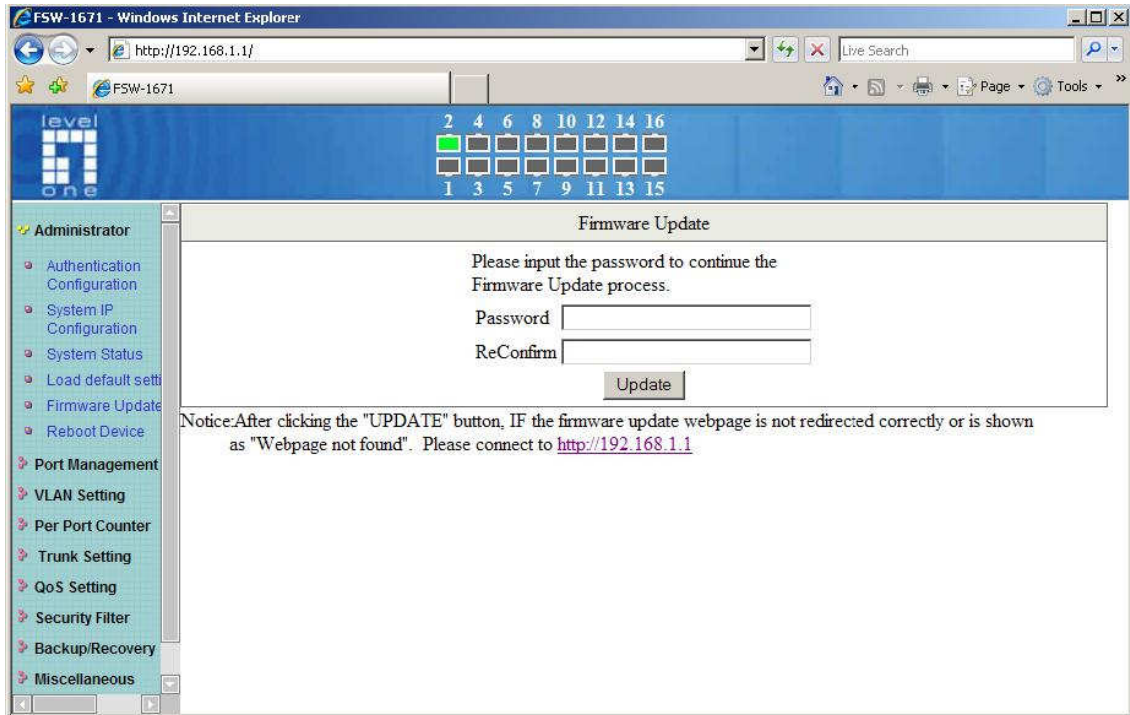 FSW-1671 - Windows Internet Explorer
http://192.168.1.1/
Live Search
FSW-1671
Page
Tools
»
level
one
2 4 6 8 10 12 14 16
1 3 5 7 9 11 13 15
Administrator
Authentication
Configuration
System IP
Configuration
System Status
Load default setti
Firmware Update
Reboot Device
Port Management
VLAN Setting
Per Port Counter
Trunk Setting
QoS Setting
Security Filter
Backup/Recovery
Miscellaneous
Firmware Update
Please input the password to continue the
Firmware Update process.
Password
ReConfirm
Update
Notice:After clicking the "UPDATE" button, IF the firmware update webpage is not redirected correctly or is shown
as "Webpage not found". Please connect to http://192.168.1.1